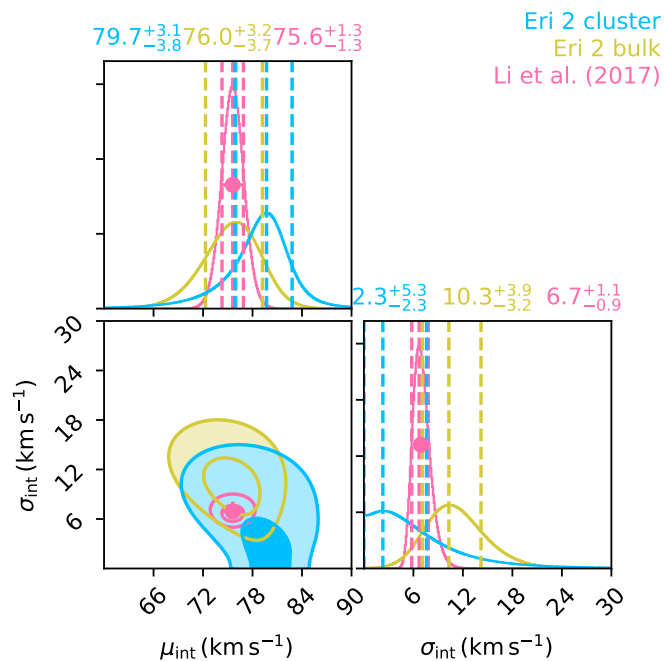 Eri 2 cluster
Eri 2 bulk
Li et al. (2017)
79.7$^{+3.1}_{-3.8}$ 76.0$^{+3.2}_{-3.7}$ 75.6$^{+1.3}_{-1.3}$
2.3$^{+5.3}_{-2.3}$ 10.3$^{+3.9}_{-3.2}$ 6.7$^{+1.1}_{-0.9}$
30
24
18
12
6
σ_int (km s⁻¹)
66 72 78 84 90
μ_int (km s⁻¹)
6 12 18 24 30
σ_int (km s⁻¹)